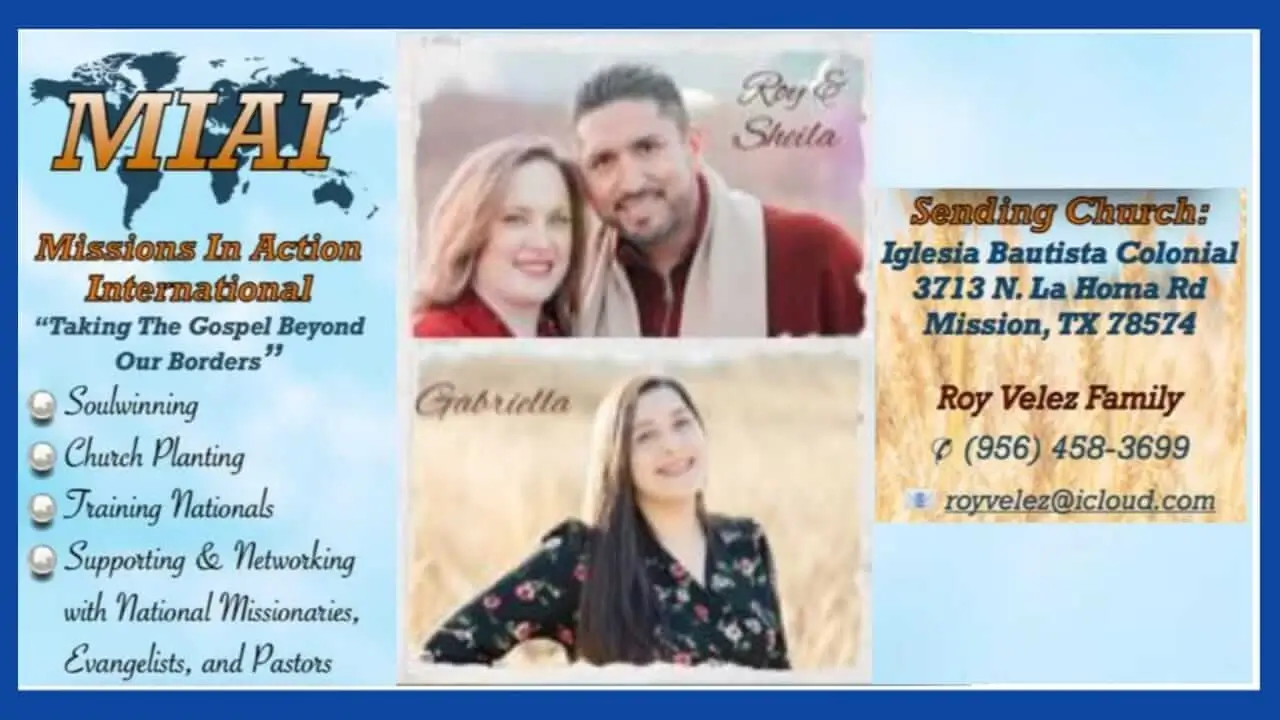 MIAI
Missions In Action
International
“Taking The Gospel Beyond
Our Borders”
Soulwinning
Church Planting
Training Nationals
Supporting & Networking
with National Missionaries,
Evangelists, and Pastors
Roy &
Sheila
Gabriella
Sending Church:
Iglesia Bautista Colonial
3713 N. La Homa Rd
Mission, TX 78574
Roy Velez Family
✆ (956) 458-3699
📧 royvelez@icloud.com